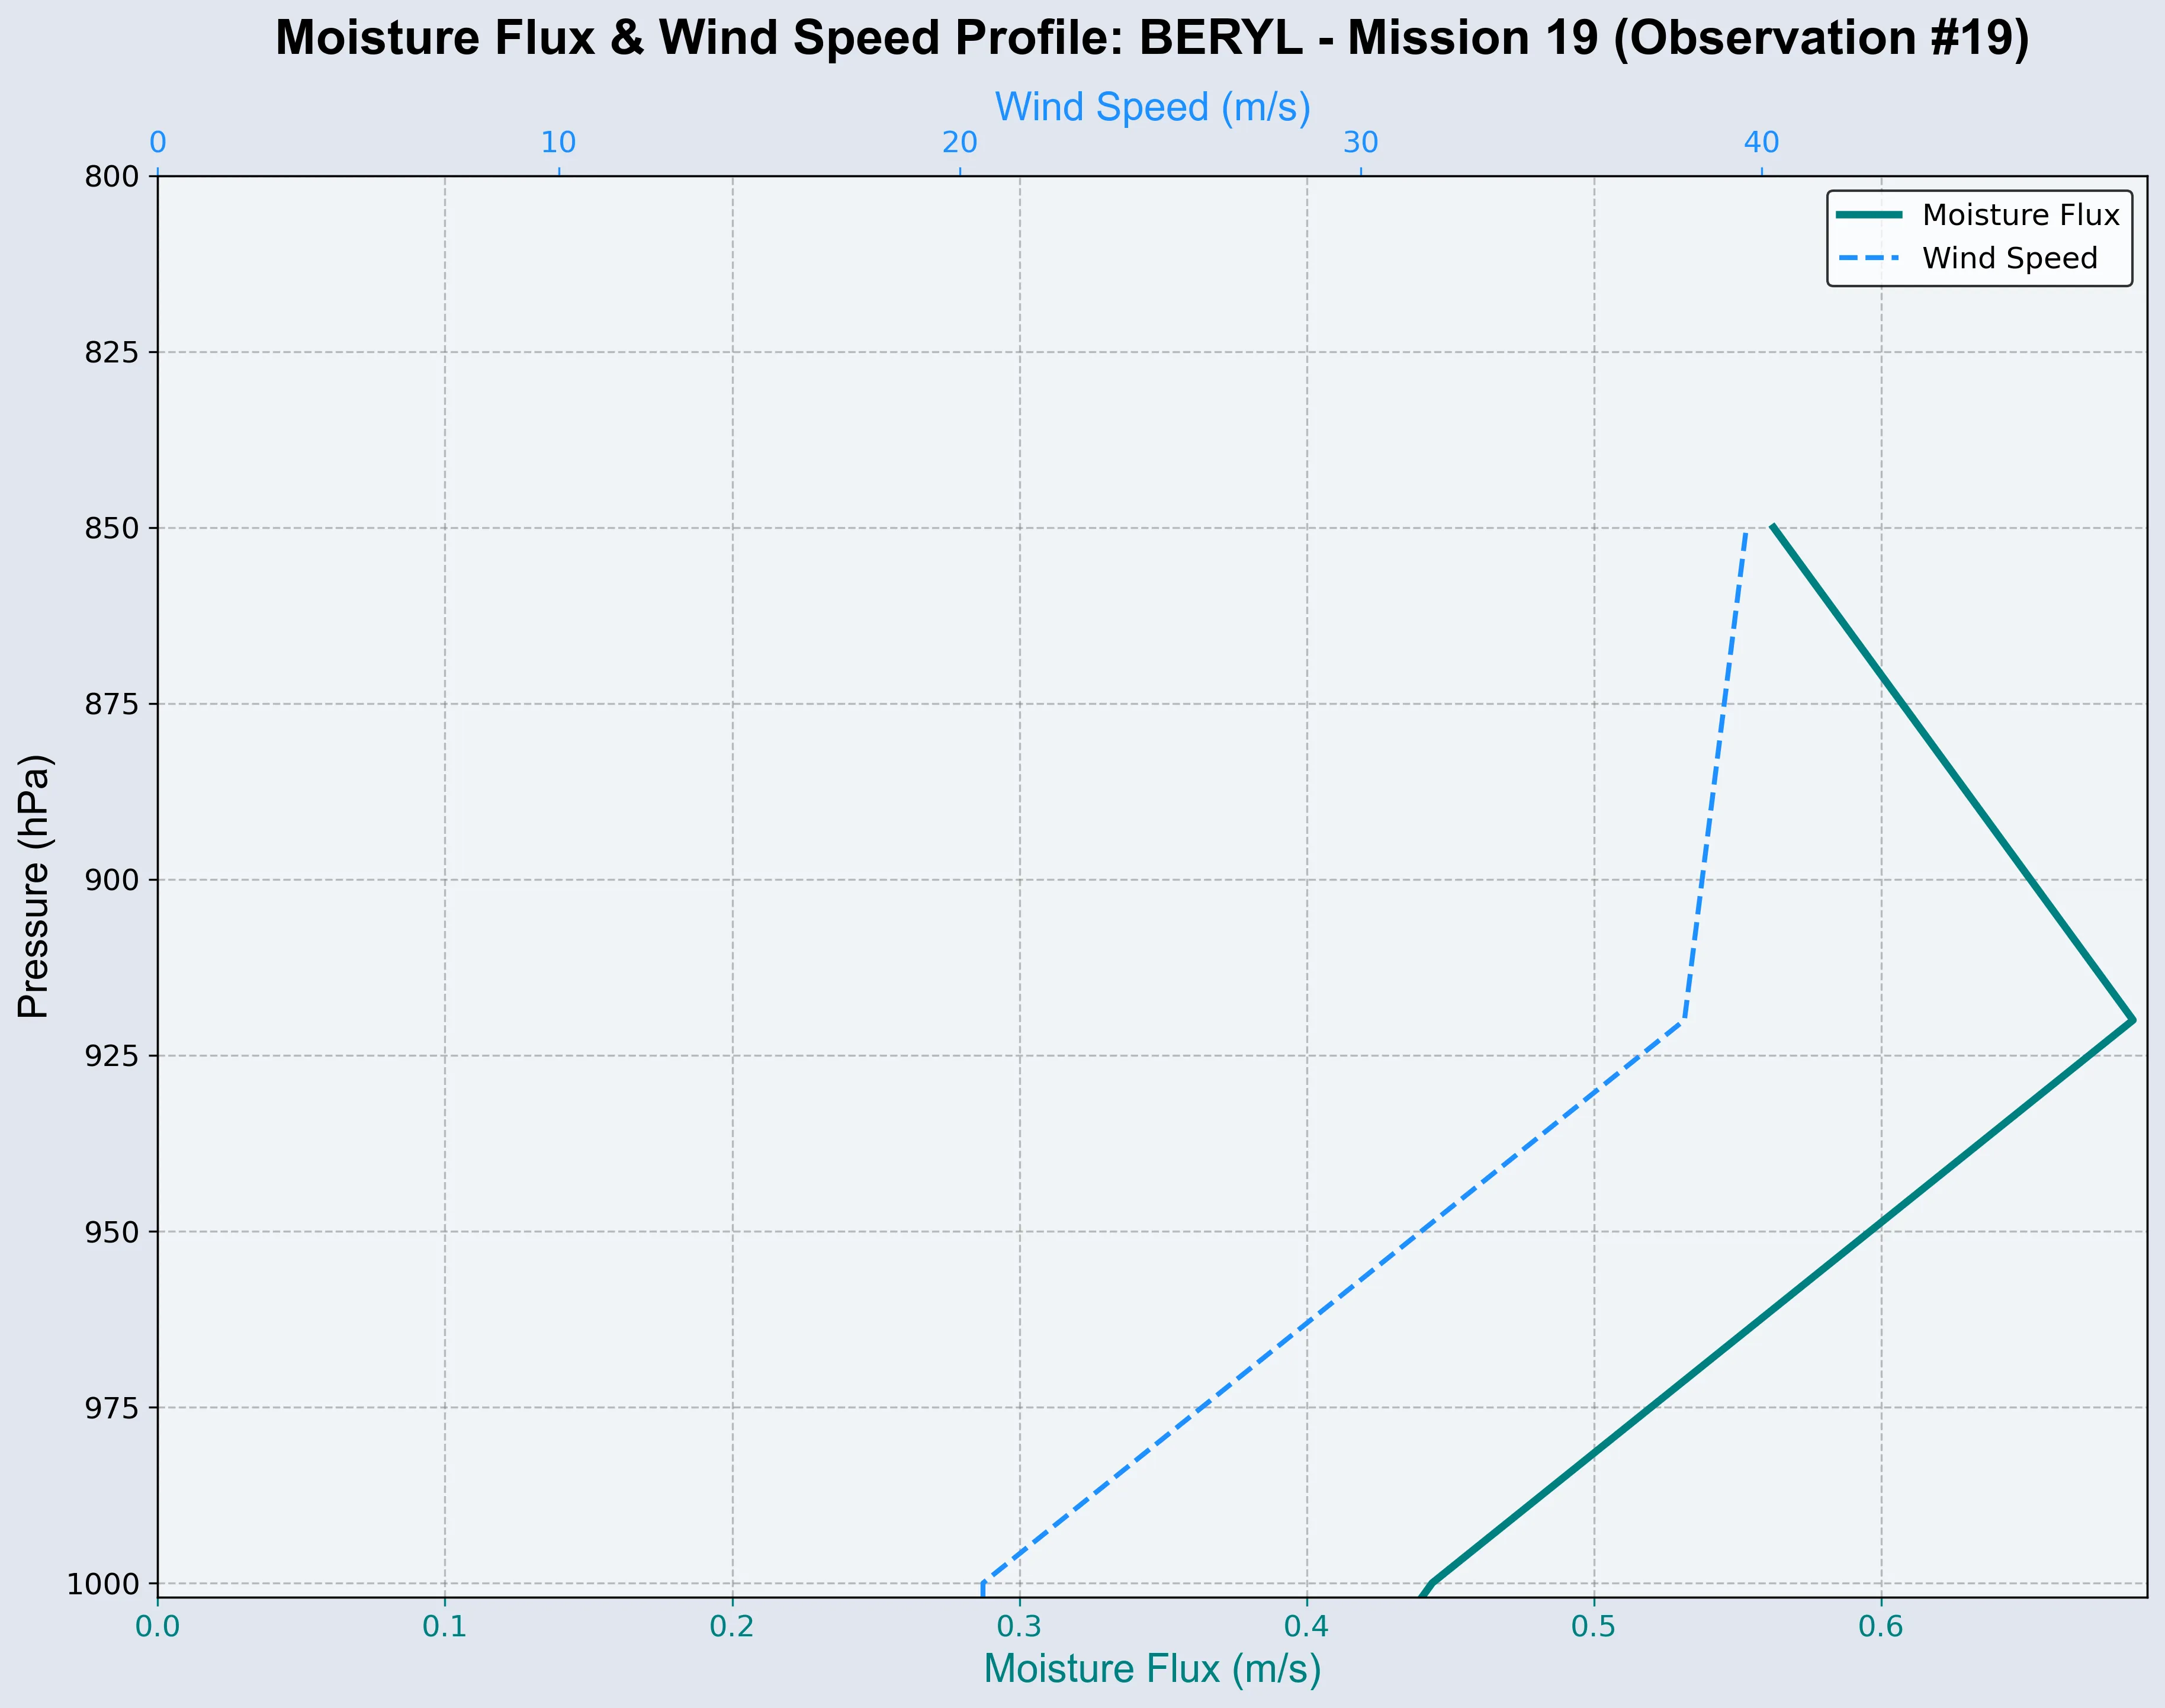 Moisture Flux & Wind Speed Profile: BERYL - Mission 19 (Observation #19)
Wind Speed (m/s)
0 10 20 30 40
Moisture Flux
Wind Speed
800
825
850
875
900
925
950
975
1000
Pressure (hPa)
0.0 0.1 0.2 0.3 0.4 0.5 0.6
Moisture Flux (m/s)